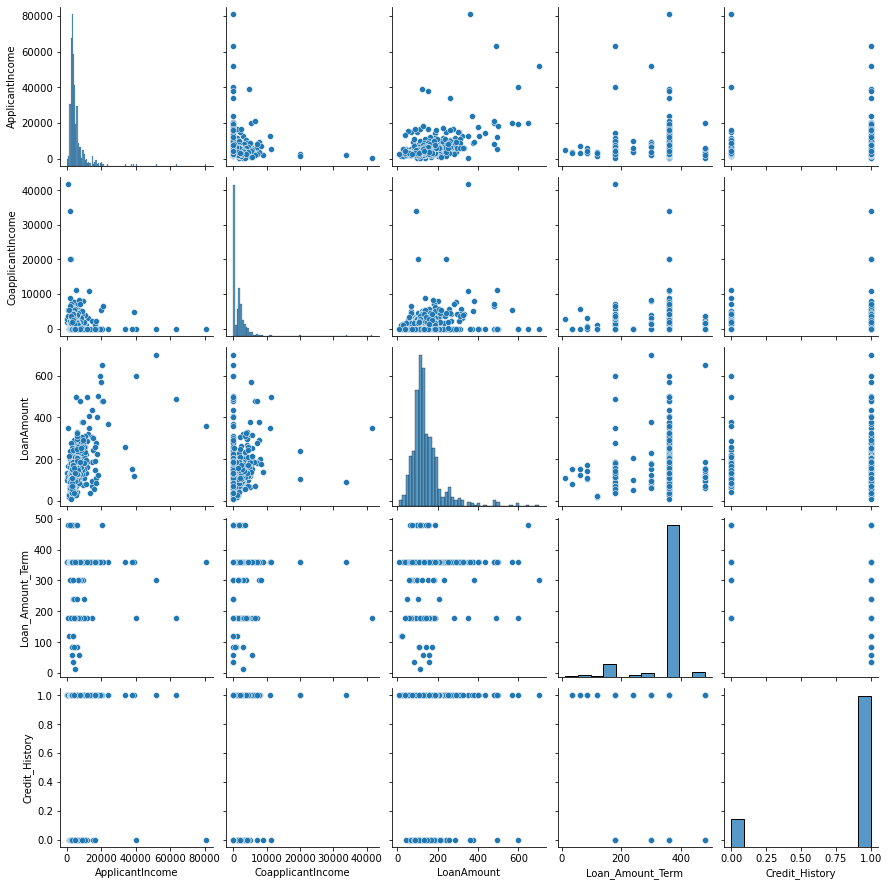 80000
60000
40000
20000
0
ApplicantIncome
40000
30000
20000
10000
0
CoapplicantIncome
600
400
200
0
LoanAmount
500
400
300
200
100
0
Loan_Amount_Term
1.0
0.8
0.6
0.4
0.2
0.0
Credit_History
0 20000 40000 60000 80000
ApplicantIncome
0 10000 20000 30000 40000
CoapplicantIncome
0 200 400 600
LoanAmount
0 200 400
Loan_Amount_Term
0.00 0.25 0.50 0.75 1.00
Credit_History